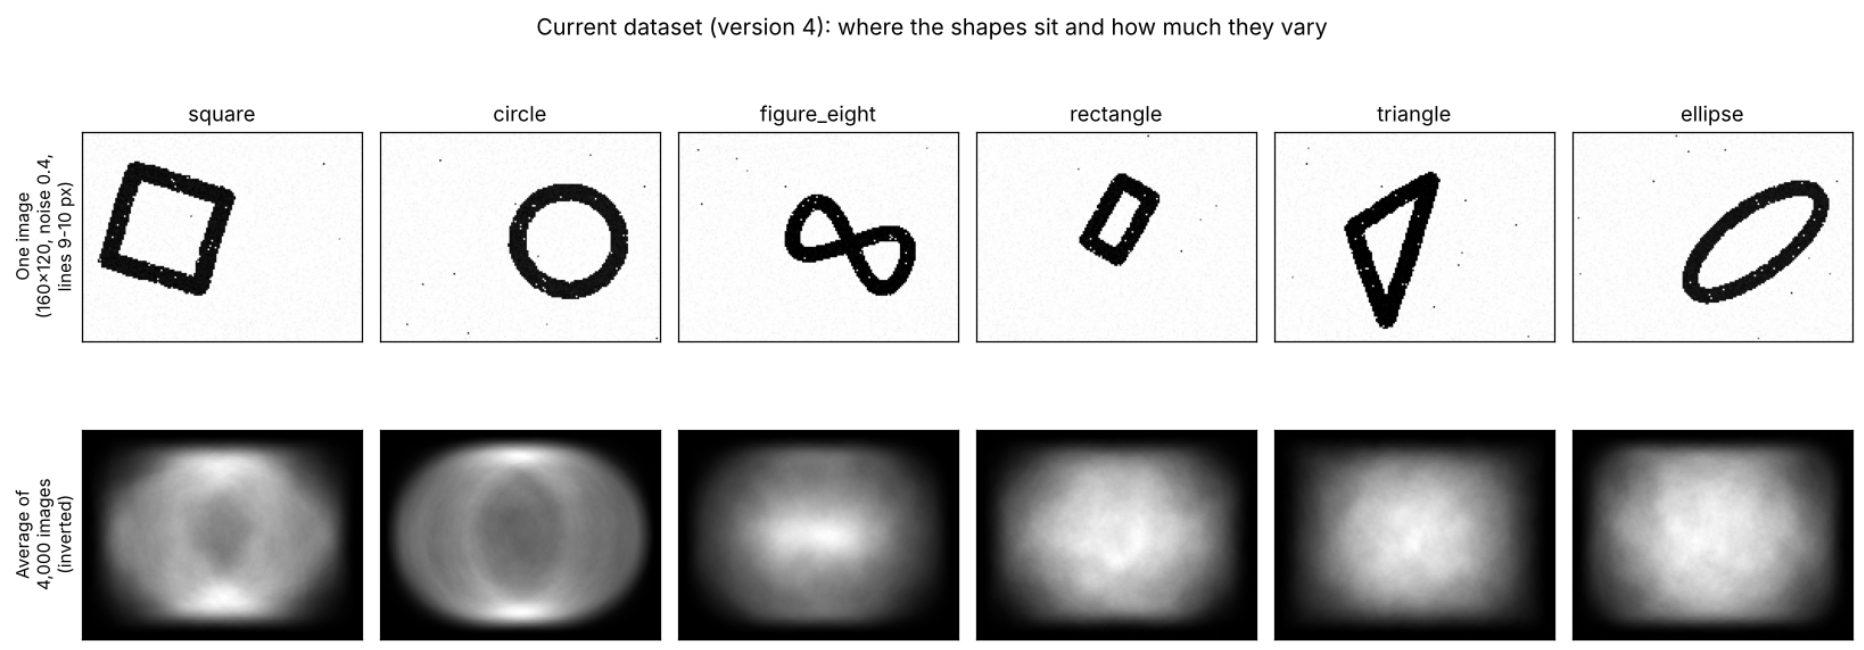 Current dataset (version 4): where the shapes sit and how much they vary
square
circle
figure_eight
rectangle
triangle
ellipse
One image
(160×120, noise 0.4,
lines 9-10 px)
Average of
4,000 images
(inverted)